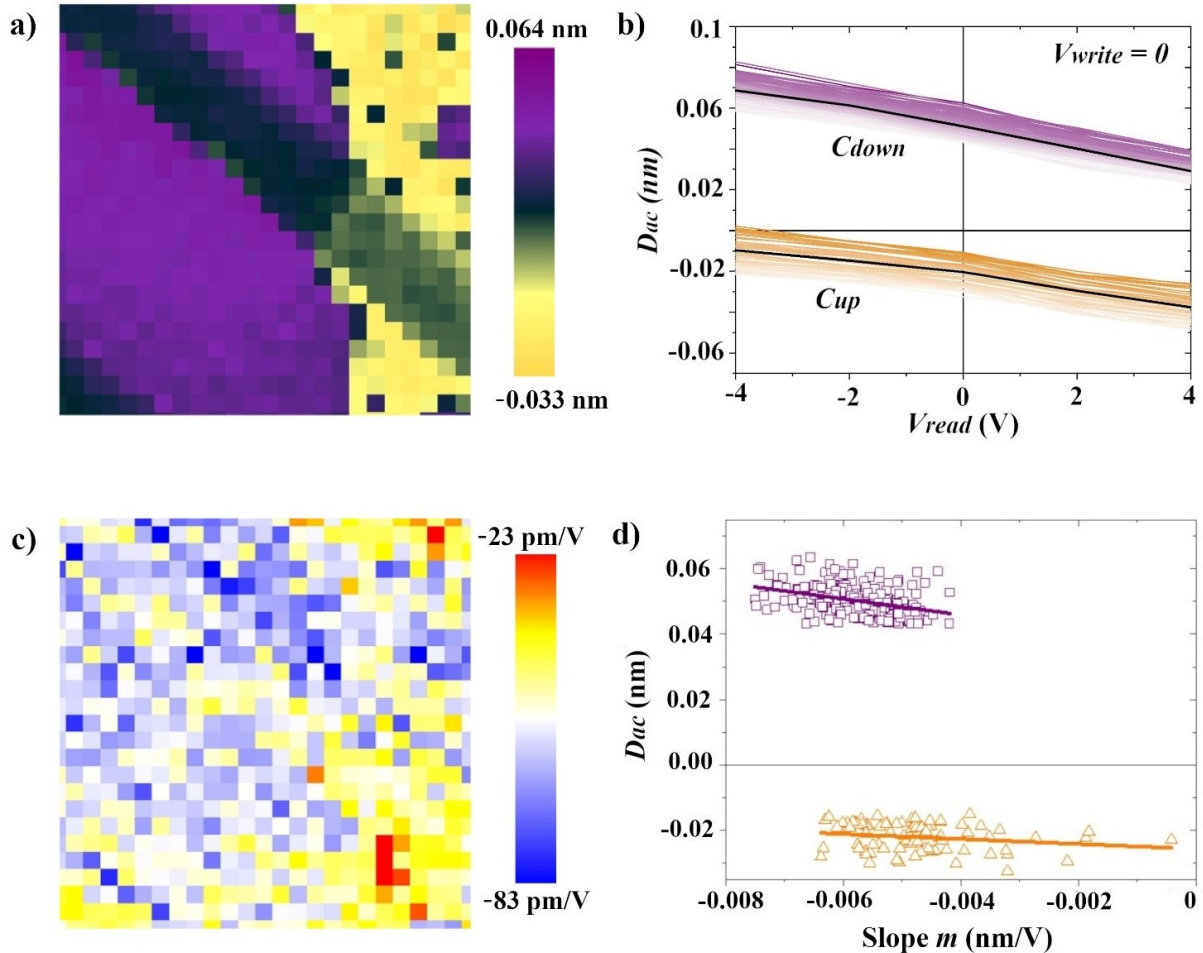 a)
0.064 nm
-0.033 nm
b)
Vwrite = 0
Cdown
Cup
Dac (nm)
0.1
0.06
0.02
-0.02
-0.06
-4
-2
0
2
4
Vread (V)
c)
-23 pm/V
-83 pm/V
d)
Dac (nm)
0.06
0.04
0.02
0.00
-0.02
-0.008
-0.006
-0.004
-0.002
0
Slope m (nm/V)